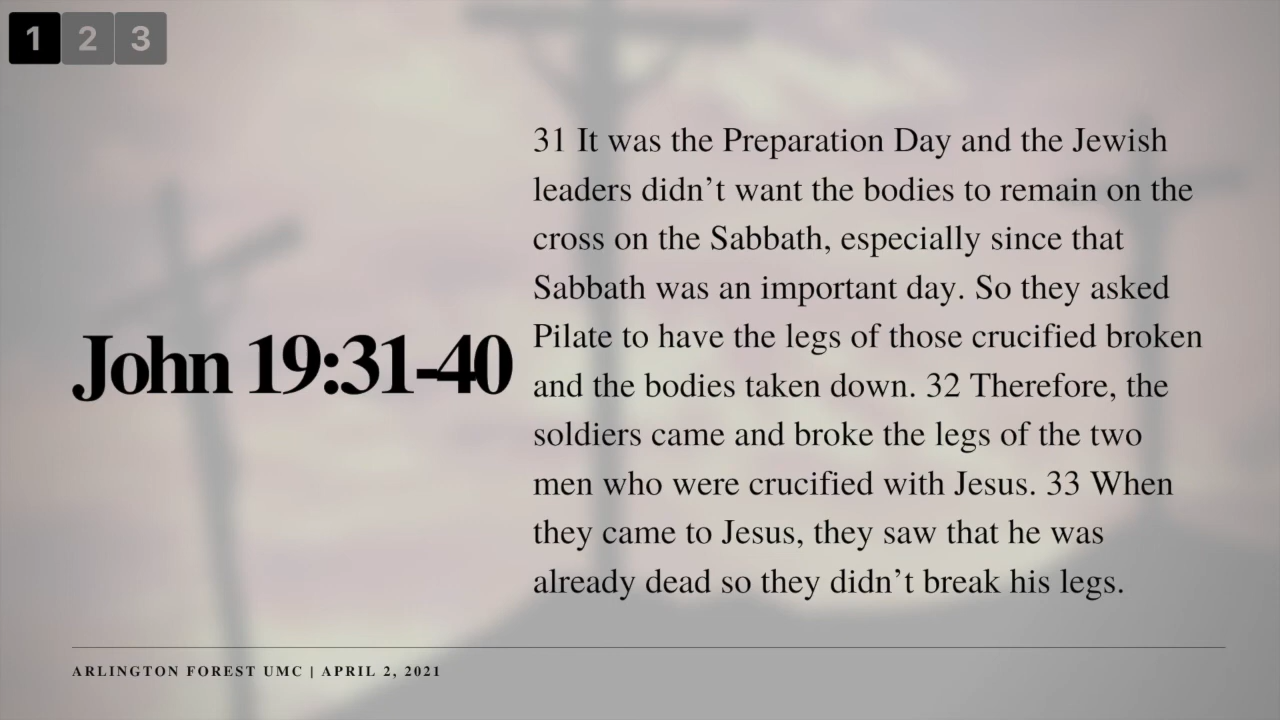 1 2 3
John 19:31-40
31 It was the Preparation Day and the Jewish
leaders didn’t want the bodies to remain on the
cross on the Sabbath, especially since that
Sabbath was an important day. So they asked
Pilate to have the legs of those crucified broken
and the bodies taken down. 32 Therefore, the
soldiers came and broke the legs of the two
men who were crucified with Jesus. 33 When
they came to Jesus, they saw that he was
already dead so they didn’t break his legs.
ARLINGTON FOREST UMC | APRIL 2, 2021